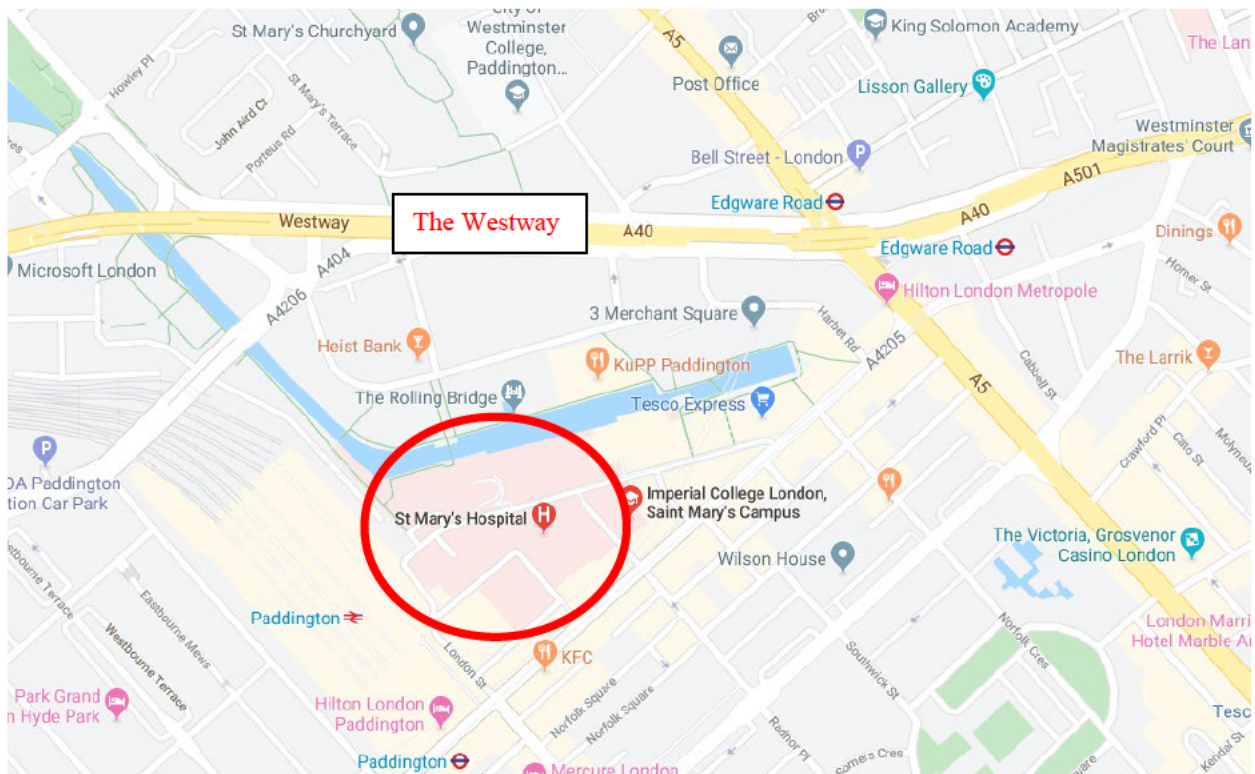 City of
Westminster
College,
Paddington...
St Mary's Churchyard
A5
King Solomon Academy
The Lan
Post Office
Lisson Gallery
Howley Pl
St Mary's Terrace
John Aird Ct
Porteus Rd
Westminster
Magistrates' Court
Bell Street - London
A501
Edgware Road
A40
Westway
The Westway
A40
Edgware Road
Dinings
Microsoft London
A404
Homer St
A4206
Hilton London Metropole
3 Merchant Square
Harbet Rd
Heist Bank
A4205
Cabbell St
The Larrik
KuPP Paddington
A5
The Rolling Bridge
Tesco Express
Crawford Pl
Cato St
Molyneu
DA Paddington
tion Car Park
St Mary's Hospital
Imperial College London,
Saint Mary's Campus
The Victoria, Grosvenor
Casino London
Wilson House
estbourne Terrace
Eastbourne Mews
Westbourne Terrace
Paddington
London St
KFC
Norfolk Cres
London Marri
Hotel Marble Ar
Southwick St
Park Grand
n Hyde Park
Hilton London
Paddington
Norfolk Square
Norfolk Square
Radnor Pl
Tesc
Paddington
Mercure London
Somers Cres
uare
Kendal St